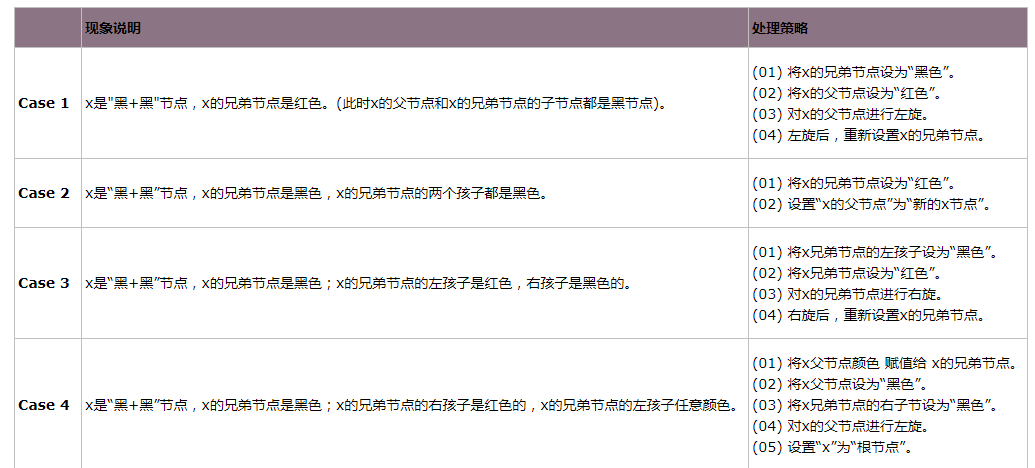 现象说明 处理策略
Case 1
x是"黑+黑"节点，x的兄弟节点是红色。(此时x的父节点和x的兄弟节点的子节点都是黑节点)。
(01) 将x的兄弟节点设为“黑色”。
(02) 将x的父节点设为“红色”。
(03) 对x的父节点进行左旋。
(04) 左旋后，重新设置x的兄弟节点。
Case 2
x是“黑+黑”节点，x的兄弟节点是黑色，x的兄弟节点的两个孩子都是黑色。
(01) 将x的兄弟节点设为“红色”。
(02) 设置“x的父节点”为“新的x节点”。
Case 3
x是“黑+黑”节点，x的兄弟节点是黑色；x的兄弟节点的左孩子是红色，右孩子是黑色的。
(01) 将x兄弟节点的左孩子设为“黑色”。
(02) 将x兄弟节点设为“红色”。
(03) 对x的兄弟节点进行右旋。
(04) 右旋后，重新设置x的兄弟节点。
Case 4
x是“黑+黑”节点，x的兄弟节点是黑色；x的兄弟节点的右孩子是红色的，x的兄弟节点的左孩子任意颜色。
(01) 将x父节点颜色 赋值给 x的兄弟节点。
(02) 将x父节点设为“黑色”。
(03) 将x兄弟节点的右子节设为“黑色”。
(04) 对x的父节点进行左旋。
(05) 设置“x”为“根节点”。